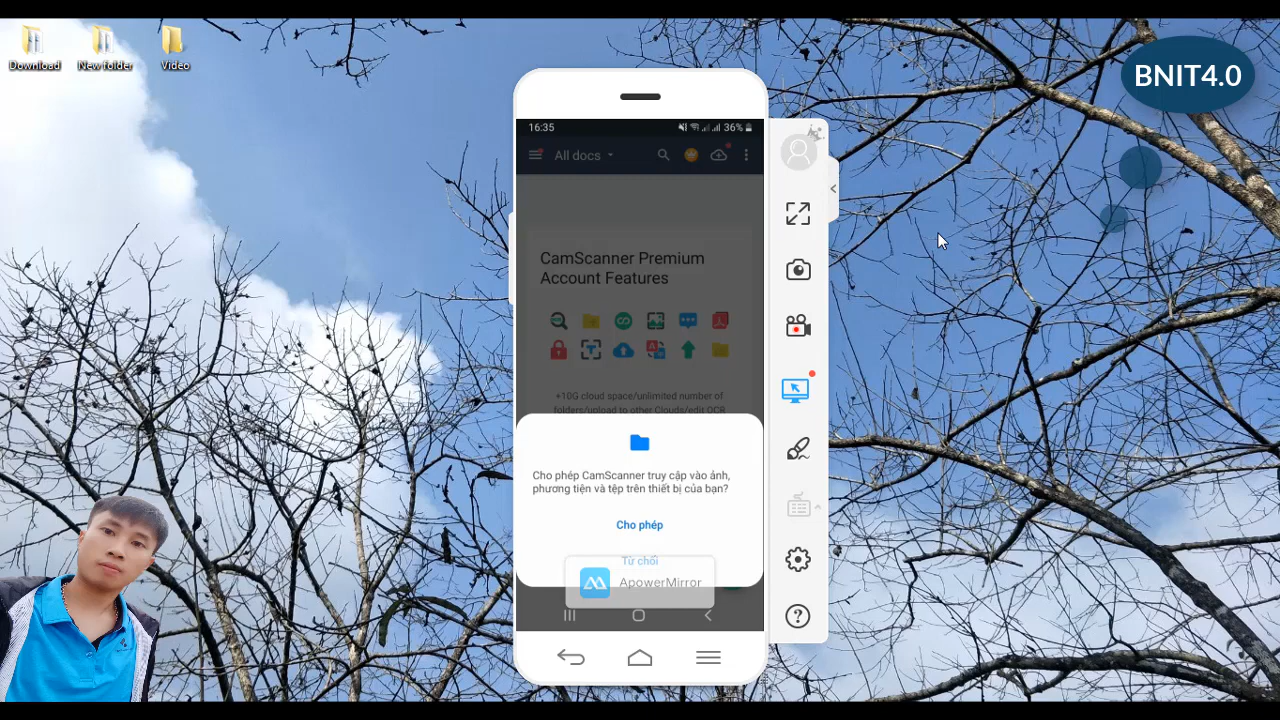 Download
New folder
Video
BNIT4.0
16:35
36%
All docs
CamScanner Premium
Account Features
+10G cloud space/unlimited number of
folders/upload to other Clouds/edit OCR
Cho phép CamScanner truy cập vào ảnh,
phương tiện và tệp trên thiết bị của bạn?
Cho phép
Từ chối
ApowerMirror